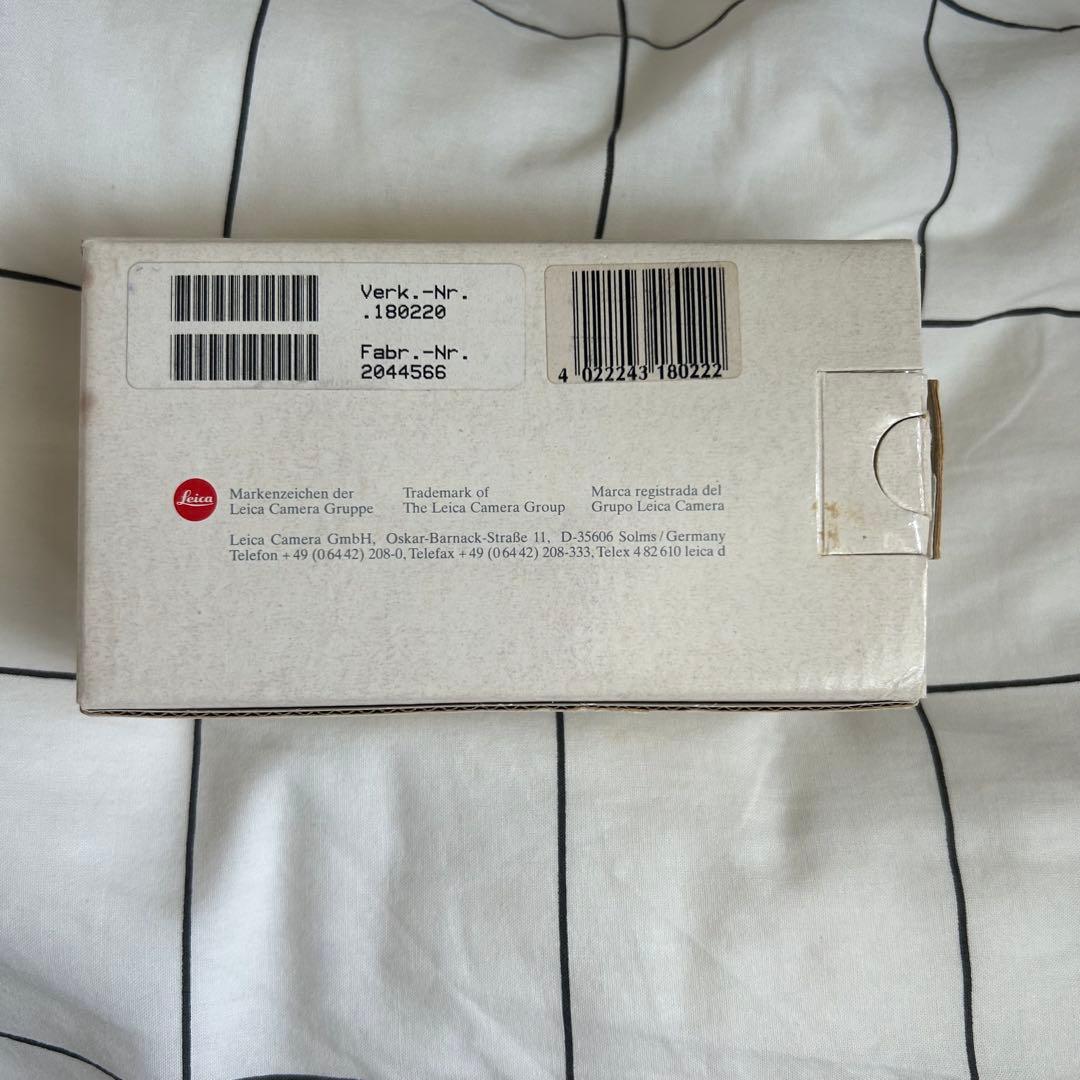 Verk.-Nr.
.180220
Fabr.-Nr.
2044566
4 022243 180222
Leica
Markenzeichen der
Leica Camera Gruppe
Trademark of
The Leica Camera Group
Marca registrada del
Grupo Leica Camera
Leica Camera GmbH, Oskar-Barnack-Straße 11, D-35606 Solms/Germany
Telefon +49 (0 64 42) 208-0, Telefax +49 (0 64 42) 208-333, Telex 4 82 610 leica d